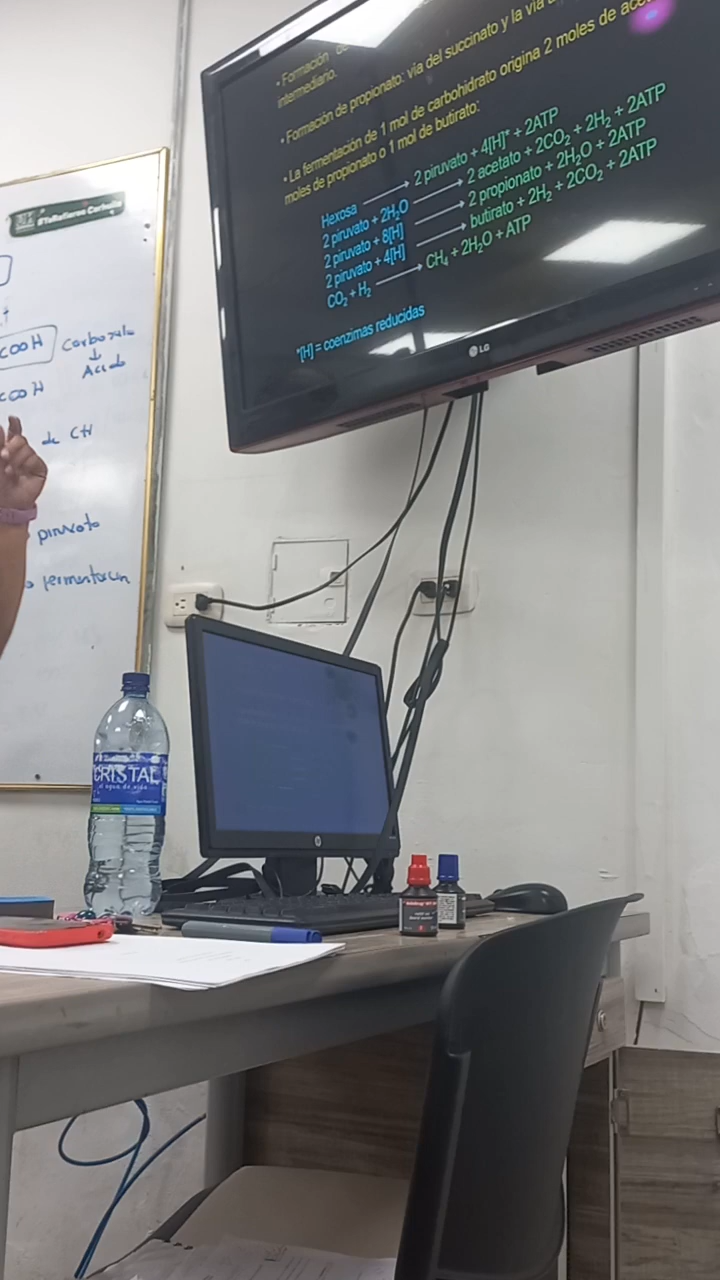 • Formación de
intermediario.
• Formación de propionato: vía del succinato y la vía
• La fermentación de 1 mol de carbohidrato origina 2 moles de
moles de propionato o 1 mol de butirato:
Hexosa → 2 piruvato + 4[H]* + 2ATP
2 piruvato + 2H₂O → 2 acetato + 2CO₂ + 2H₂ + 2ATP
2 piruvato + 8[H] → 2 propionato + 2H₂O + 2ATP
2 piruvato + 4[H] → butirato + 2H₂ + 2CO₂ + 2ATP
CO₂ + H₂ → CH₄ + 2H₂O + ATP
*[H] = coenzimas reducidas
LG
COOH
COOH
Acido
piruvato
CRISTAL
el agua de vida
hp